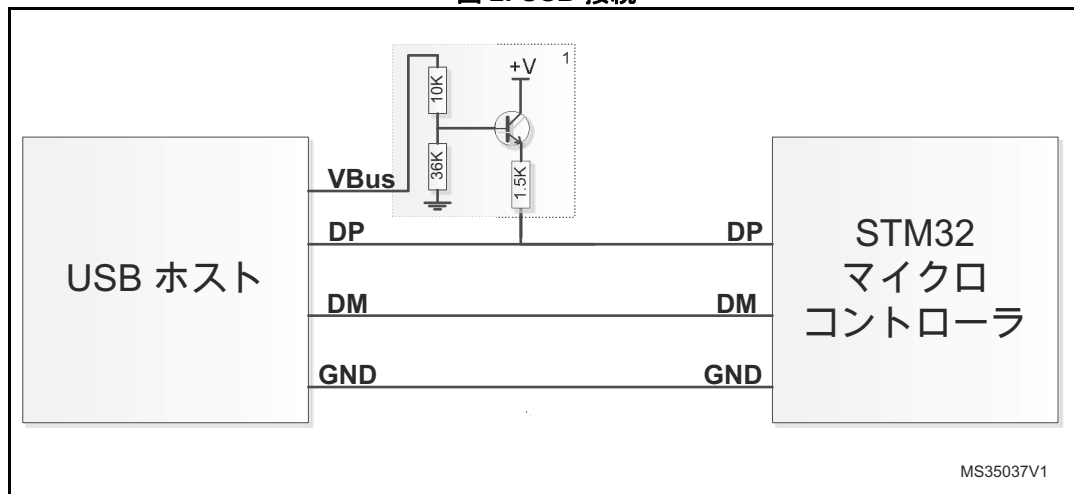 +V
1
10K
36K
1.5K
VBus
DP
DP
USB ホスト
STM32
マイクロ
コントローラ
DM
DM
GND
GND
MS35037V1